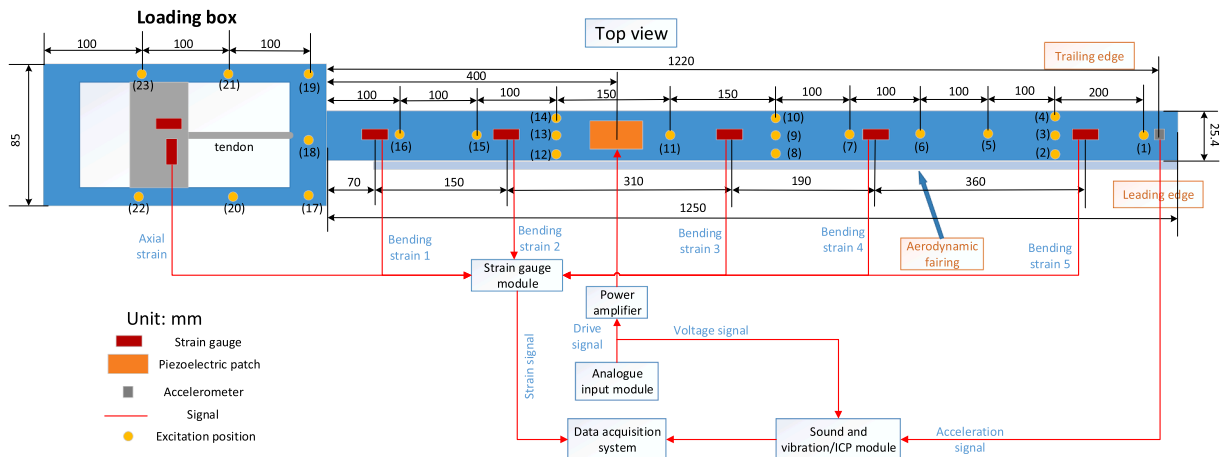 Loading box
Top view
Trailing edge
100
100
100
1220
400
100
100
100
150
150
100
100
100
100
200
85
25.4
(23)
(21)
(19)
(18)
(22)
(20)
(17)
tendon
(16)
(15)
(14)
(13)
(12)
(11)
(10)
(9)
(8)
(7)
(6)
(5)
(4)
(3)
(2)
(1)
70
150
310
190
360
1250
Leading edge
Axial
strain
Bending
strain 1
Bending
strain 2
Bending
strain 3
Bending
strain 4
Aerodynamic
fairing
Bending
strain 5
Strain gauge
module
Power
amplifier
Drive
signal
Voltage signal
Strain signal
Analogue
input module
Data acquisition
system
Sound and
vibration/ICP module
Acceleration
signal
Unit: mm
Strain gauge
Piezoelectric patch
Accelerometer
Signal
Excitation position